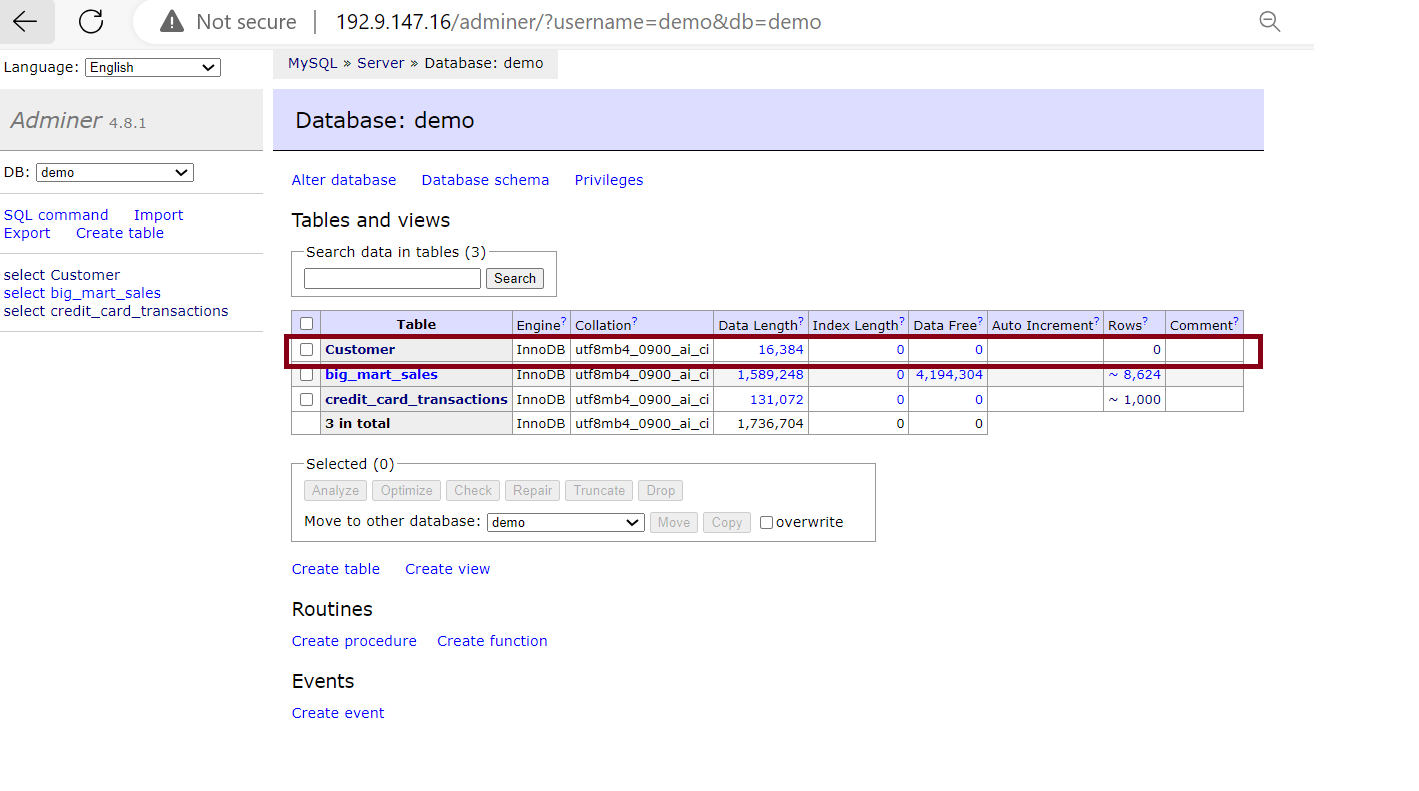 Not secure | 192.9.147.16/adminer/?username=demo&db=demo
Language: English
MySQL » Server » Database: demo
Adminer 4.8.1
Database: demo
DB: demo
SQL command Import
Export Create table
select Customer
select big_mart_sales
select credit_card_transactions
Alter database Database schema Privileges
Tables and views
Search data in tables (3)
Search
Table Engine? Collation? Data Length? Index Length? Data Free? Auto Increment? Rows? Comment?
Customer InnoDB utf8mb4_0900_ai_ci 16,384 0 0 0
big_mart_sales InnoDB utf8mb4_0900_ai_ci 1,589,248 0 4,194,304 ~ 8,624
credit_card_transactions InnoDB utf8mb4_0900_ai_ci 131,072 0 0 ~ 1,000
3 in total InnoDB utf8mb4_0900_ai_ci 1,736,704 0 0
Selected (0)
Analyze Optimize Check Repair Truncate Drop
Move to other database: demo Move Copy overwrite
Create table Create view
Routines
Create procedure Create function
Events
Create event